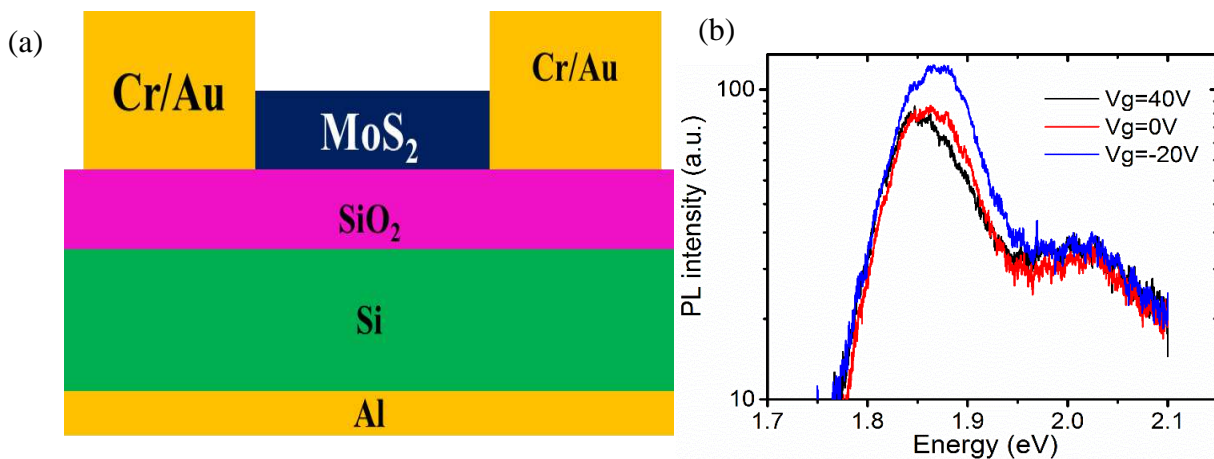 (a)
Cr/Au
Cr/Au
MoS₂
SiO₂
Si
Al
(b)
PL intensity (a.u.)
100
10
Vg=40V
Vg=0V
Vg=-20V
1.7 1.8 1.9 2.0 2.1
Energy (eV)